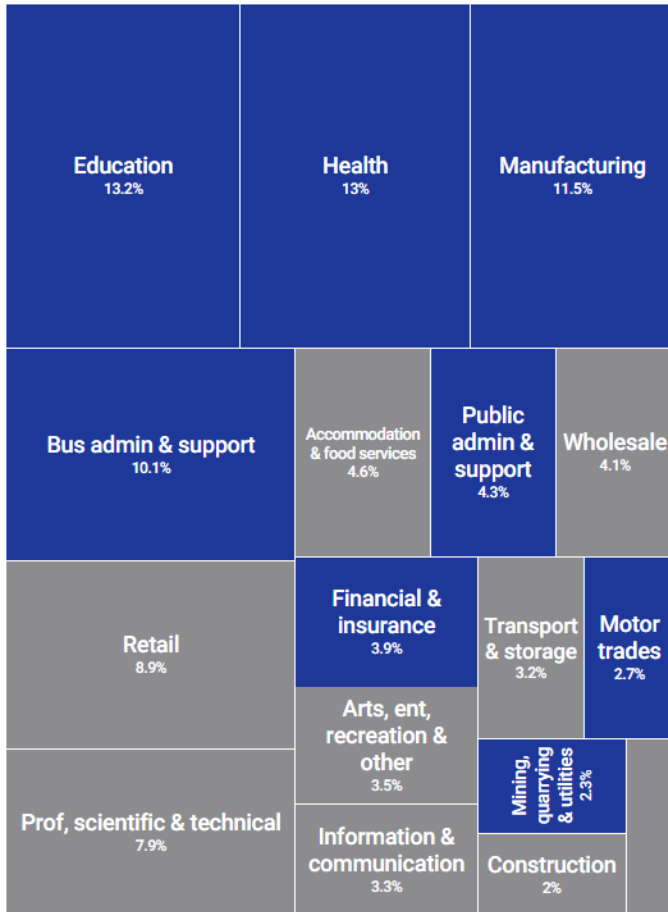 Education
13.2%
Health
13%
Manufacturing
11.5%
Bus admin & support
10.1%
Accommodation
& food services
4.6%
Public
admin &
support
4.3%
Wholesale
4.1%
Retail
8.9%
Financial &
insurance
3.9%
Transport
& storage
3.2%
Motor
trades
2.7%
Arts, ent,
recreation &
other
3.5%
Mining,
quarrying
& utilities
2.3%
Prof, scientific & technical
7.9%
Information &
communication
3.3%
Construction
2%